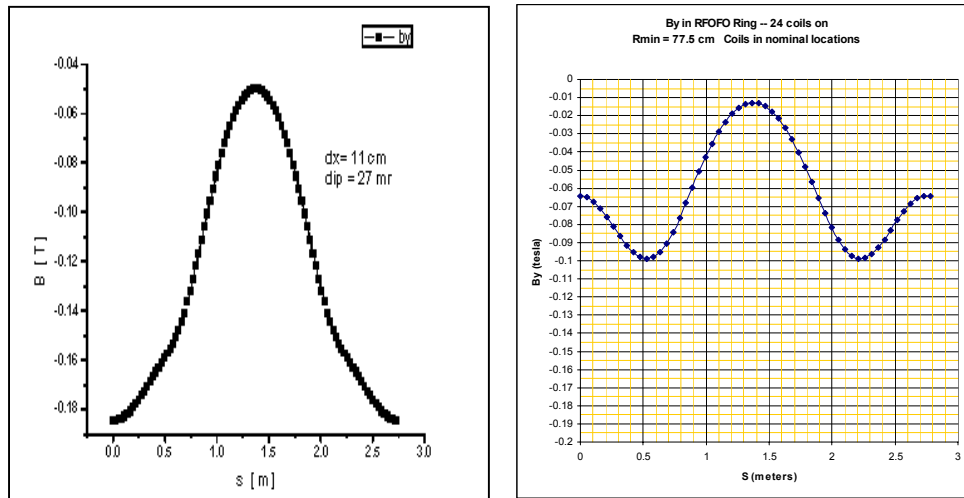 by
-0.04
-0.06
-0.08
-0.10
-0.12
-0.14
-0.16
-0.18
B [ T ]
dx= 11 cm
dip = 27 mr
0.0 0.5 1.0 1.5 2.0 2.5 3.0
s [ m ]
By in RFOFO Ring -- 24 coils on
Rmin = 77.5 cm Coils in nominal locations
0
-0.01
-0.02
-0.03
-0.04
-0.05
-0.06
-0.07
-0.08
-0.09
-0.1
-0.11
-0.12
-0.13
-0.14
-0.15
-0.16
-0.17
-0.18
-0.19
-0.2
By (tesla)
0 0.5 1 1.5 2 2.5 3
S (meters)